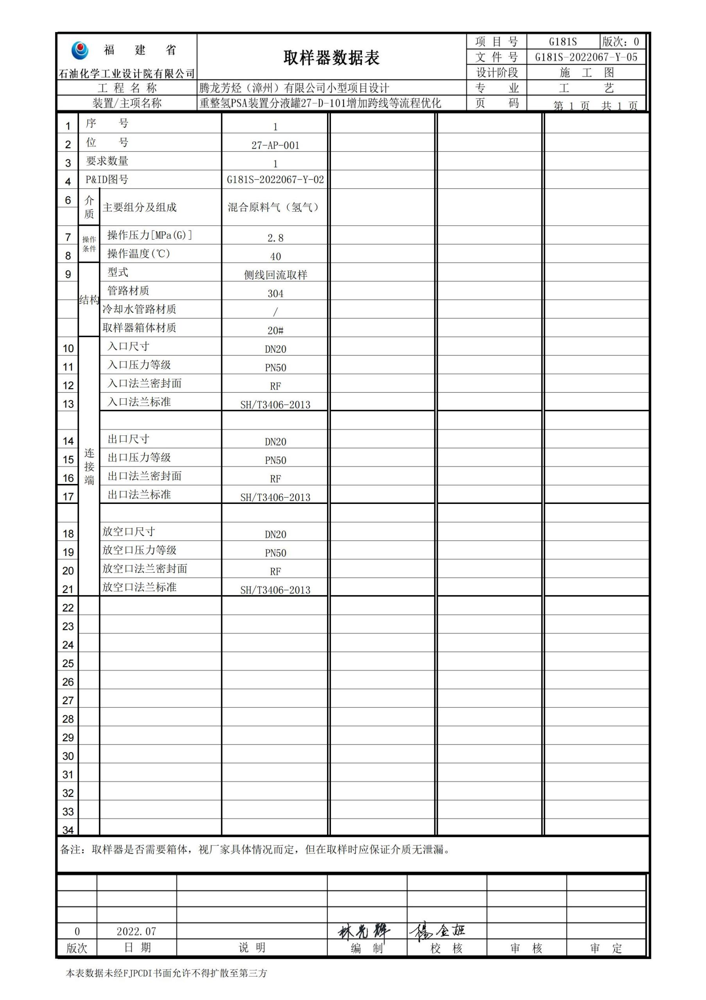 福 建 省
石油化学工业设计院有限公司
取样器数据表
项 目 号 G181S 版次：0
文 件 号 G181S-2022067-Y-05
设计阶段 施 工 图
工 程 名 称 腾龙芳烃（漳州）有限公司小型项目设计 专 业 工 艺
装置/主项名称 重整氢PSA装置分液罐27-D-101增加跨线等流程优化 页 码 第 1 页 共 1 页
1 序 号 1
2 位 号 27-AP-001
3 要求数量 1
4 P&ID图号 G181S-2022067-Y-02
6 介质 主要组分及组成 混合原料气（氢气）
7 操作条件 操作压力[MPa(G)] 2.8
8 操作温度(℃) 40
9 结构 型式 侧线回流取样
管路材质 304
冷却水管路材质 /
取样器箱体材质 20#
10 连接端 入口尺寸 DN20
11 入口压力等级 PN50
12 入口法兰密封面 RF
13 入口法兰标准 SH/T3406-2013
14 出口尺寸 DN20
15 出口压力等级 PN50
16 出口法兰密封面 RF
17 出口法兰标准 SH/T3406-2013
18 放空口尺寸 DN20
19 放空口压力等级 PN50
20 放空口法兰密封面 RF
21 放空口法兰标准 SH/T3406-2013
22
23
24
25
26
27
28
29
30
31
32
33
34
备注：取样器是否需要箱体，视厂家具体情况而定，但在取样时应保证介质无泄漏。
0 2022.07 林光辉 杨金姬
版次 日 期 说 明 编 制 校 核 审 核 审 定
本表数据未经FJPCDI书面允许不得扩散至第三方